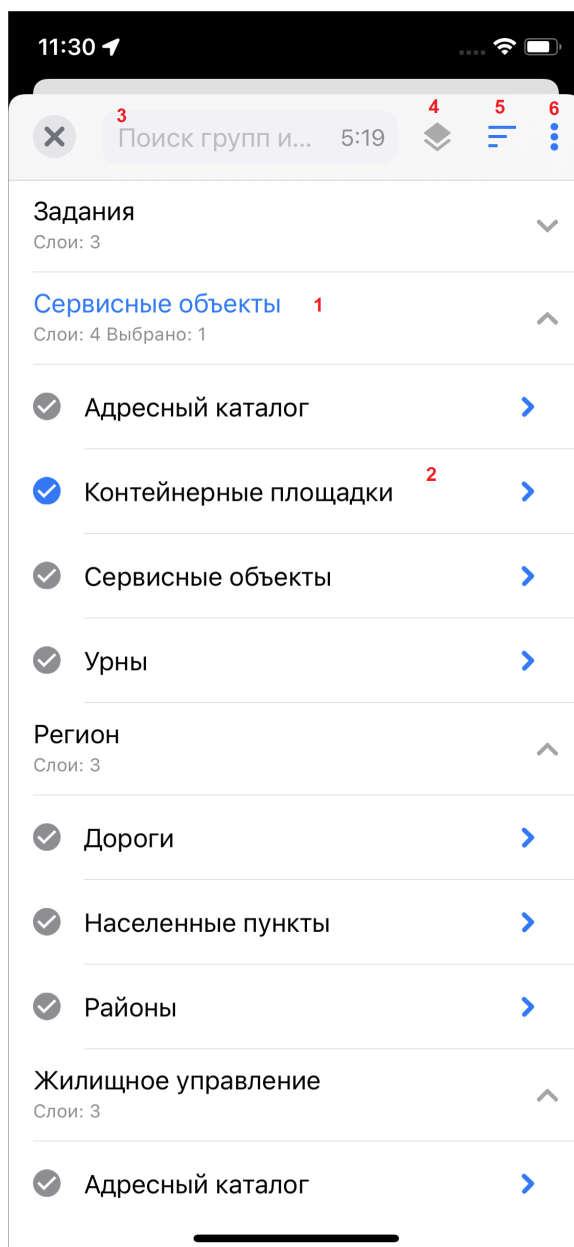 11:30
3 4 5 6
Поиск групп и... 5:19
Задания
Слои: 3
Сервисные объекты 1
Слои: 4 Выбрано: 1
Адресный каталог
Контейнерные площадки 2
Сервисные объекты
Урны
Регион
Слои: 3
Дороги
Населенные пункты
Районы
Жилищное управление
Слои: 3
Адресный каталог